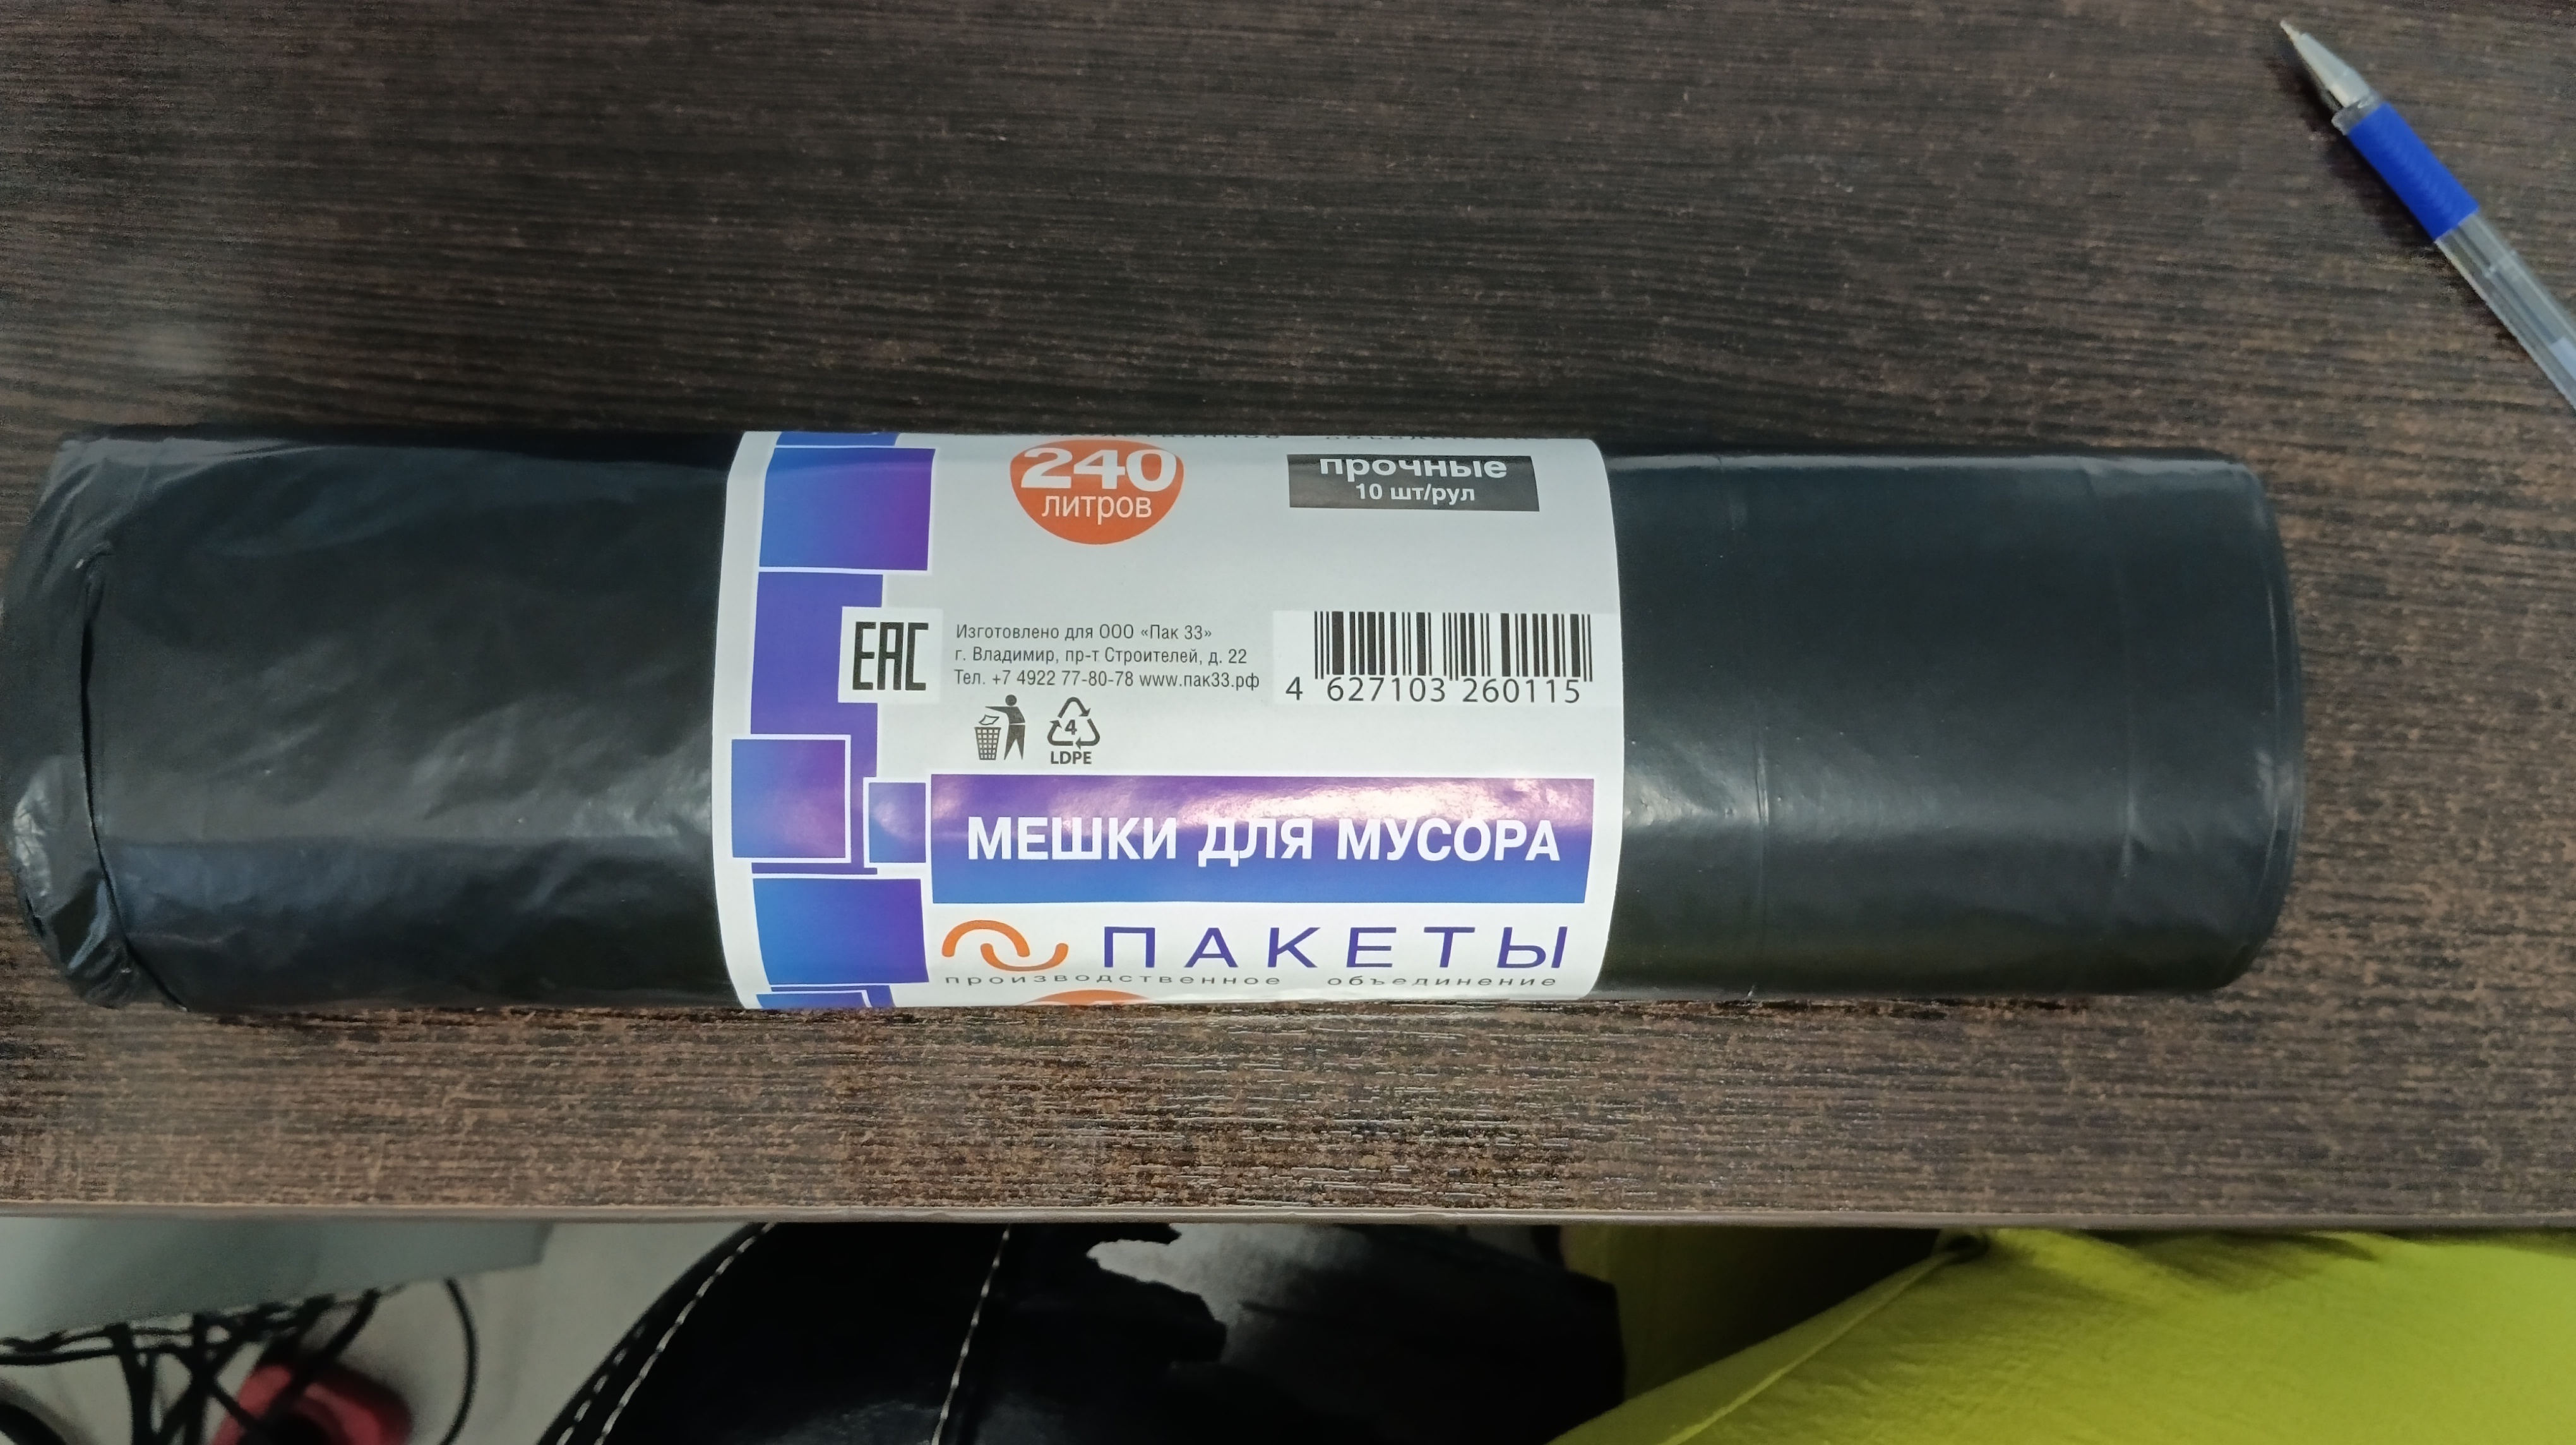 240
литров
прочные
10 шт/рул
EAC
Изготовлено для ООО «Пак 33»
г. Владимир, пр-т Строителей, д. 22
Тел. +7 4922 77-80-78 www.пак33.рф
4 627103 260115
4
LDPE
МЕШКИ ДЛЯ МУСОРА
ПАКЕТЫ
производственное объединение